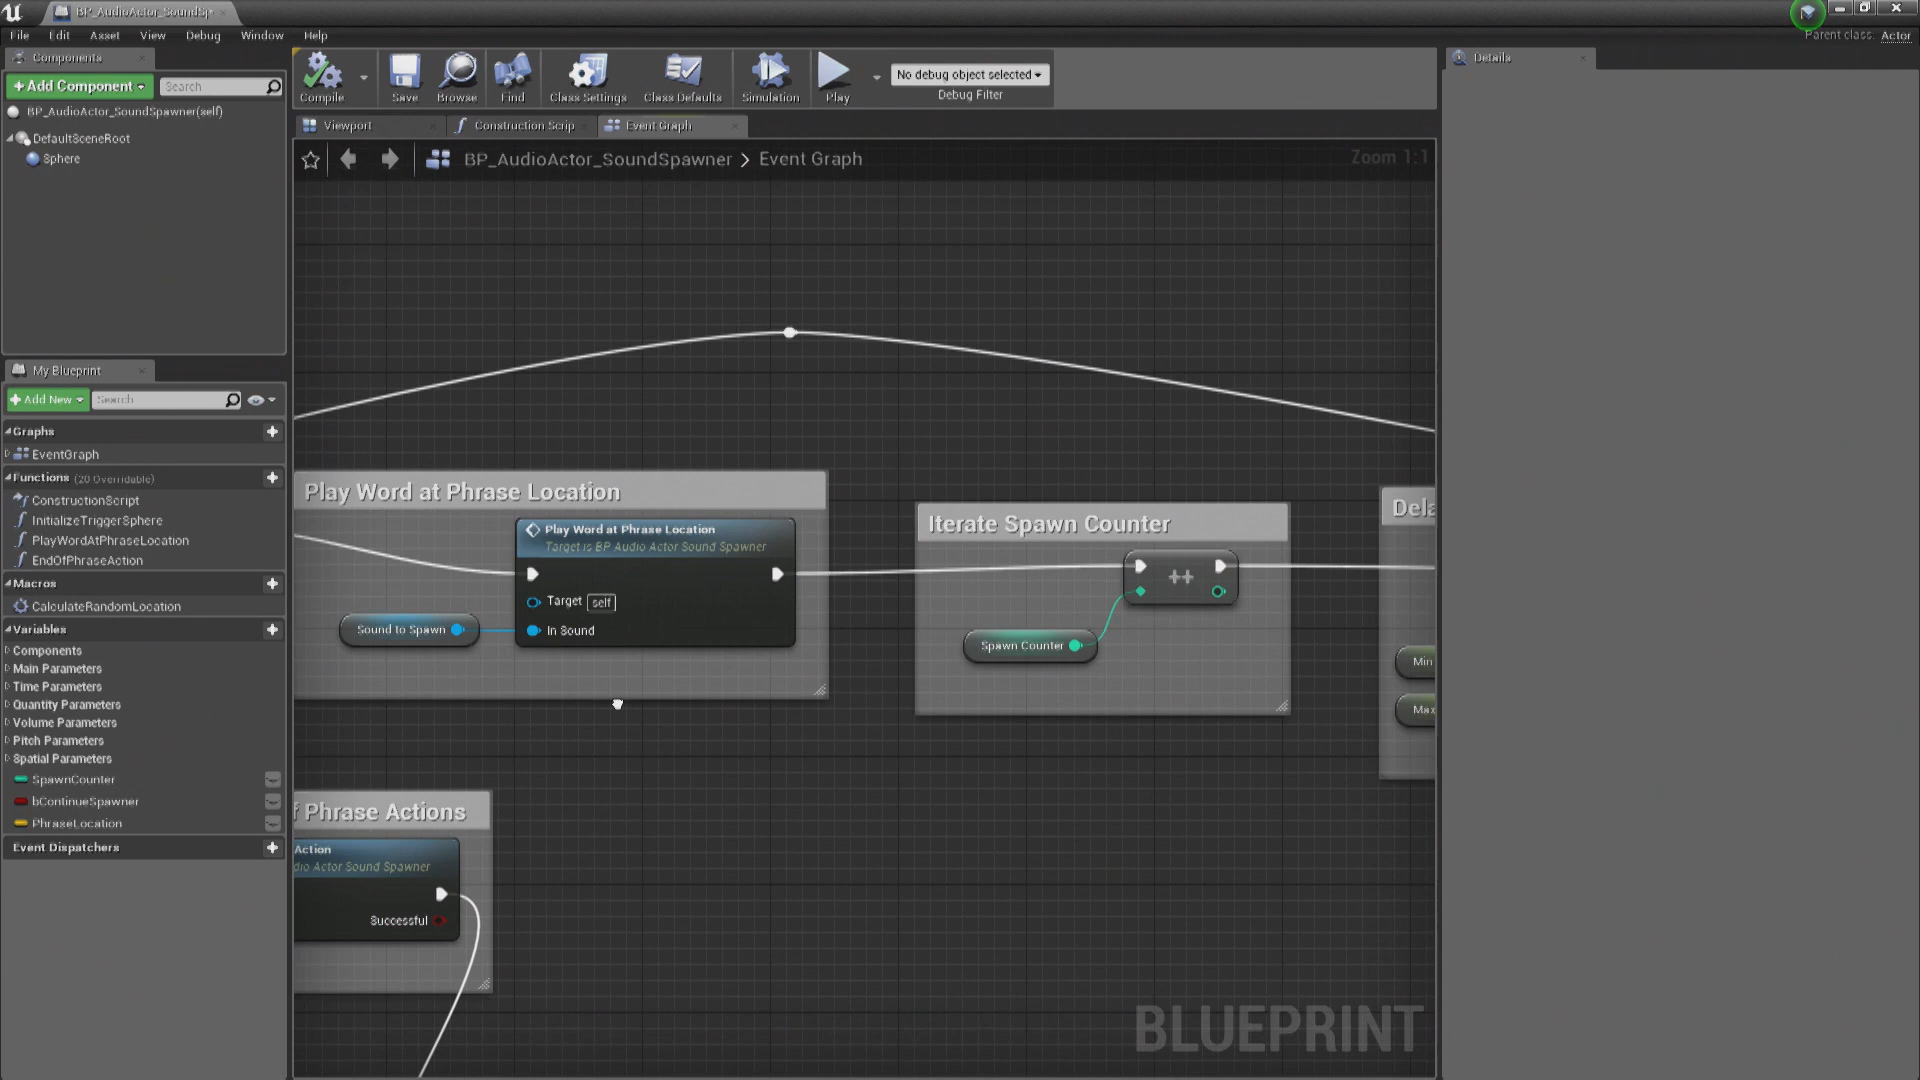 BP_AudioActor_SoundSp
File Edit Asset View Debug Window Help
Parent class: Actor
Components
+Add Component
Search
BP_AudioActor_SoundSpawner(self)
DefaultSceneRoot
Sphere
Compile
Save
Browse
Find
Class Settings
Class Defaults
Simulation
Play
No debug object selected
Debug Filter
Details
Viewport
Construction Scrip
Event Graph
BP_AudioActor_SoundSpawner > Event Graph
Zoom 1:1
My Blueprint
+Add New
Search
Graphs
EventGraph
Functions (20 Overridable)
ConstructionScript
InitializeTriggerSphere
PlayWordAtPhraseLocation
EndOfPhraseAction
Macros
CalculateRandomLocation
Variables
Components
Main Parameters
Time Parameters
Quantity Parameters
Volume Parameters
Pitch Parameters
Spatial Parameters
SpawnCounter
bContinueSpawner
PhraseLocation
Event Dispatchers
Play Word at Phrase Location
Play Word at Phrase Location
Target is BP Audio Actor Sound Spawner
Target self
In Sound
Sound to Spawn
Iterate Spawn Counter
++
Spawn Counter
Dela
Min
Max
f Phrase Actions
Action
dio Actor Sound Spawner
Successful
BLUEPRINT